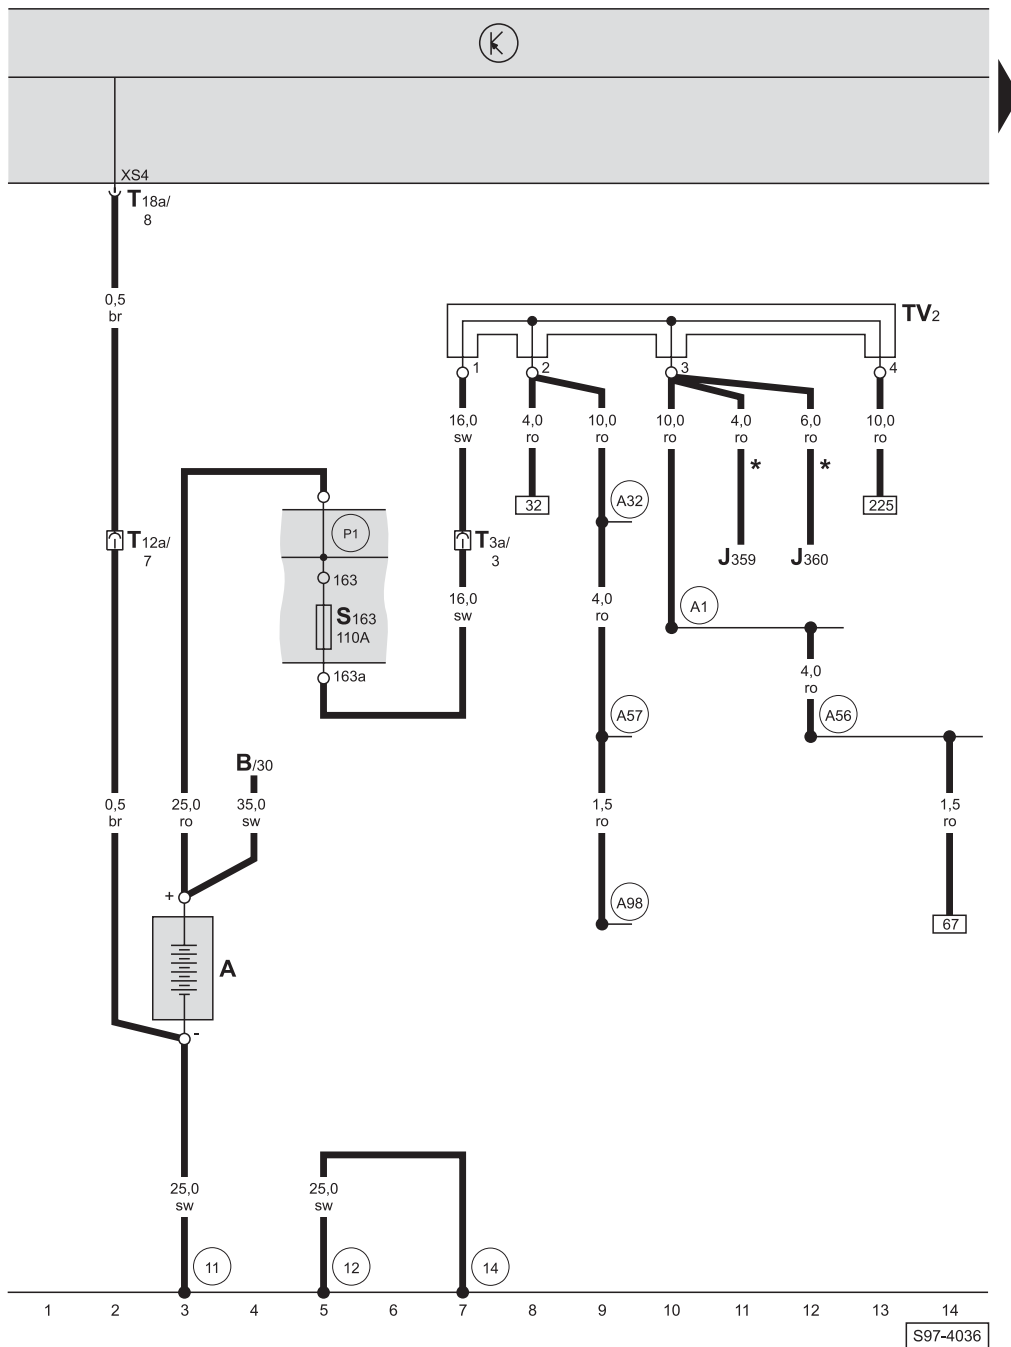 K
XS4
T18a/
8
0,5
br
TV2
1
2
3
4
16,0
sw
4,0
ro
10,0
ro
10,0
ro
4,0
ro
6,0
ro
10,0
ro
*
*
32
A32
225
P1
T12a/
7
T3a/
3
J359
J360
163
S163
110A
16,0
sw
4,0
ro
A1
163a
4,0
ro
A57
A56
B/30
0,5
br
25,0
ro
35,0
sw
1,5
ro
1,5
ro
+
A98
67
A
-
25,0
sw
25,0
sw
11
12
14
1 2 3 4 5 6 7 8 9 10 11 12 13 14
S97-4036